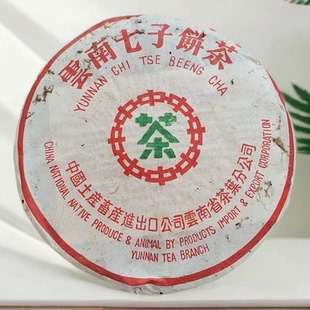 雲南七子餅茶
YUNNAN CHI TSE BEENG CHA
茶
中國土産畜産進出口公司雲南省茶葉分公司
CHINA NATIONAL NATIVE PRODUCE & ANIMAL BY PRODUCTS IMPORT & EXPORT CORPORATION
YUNNAN TEA BRANCH